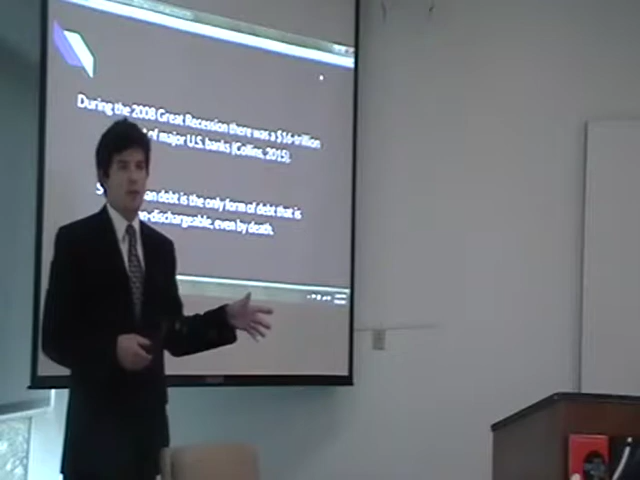 During the 2008 Great Recession there was a $16-trillion
t of major U.S. banks (Collins, 2015).
S an debt is the only form of debt that is
n-dischargeable, even by death.